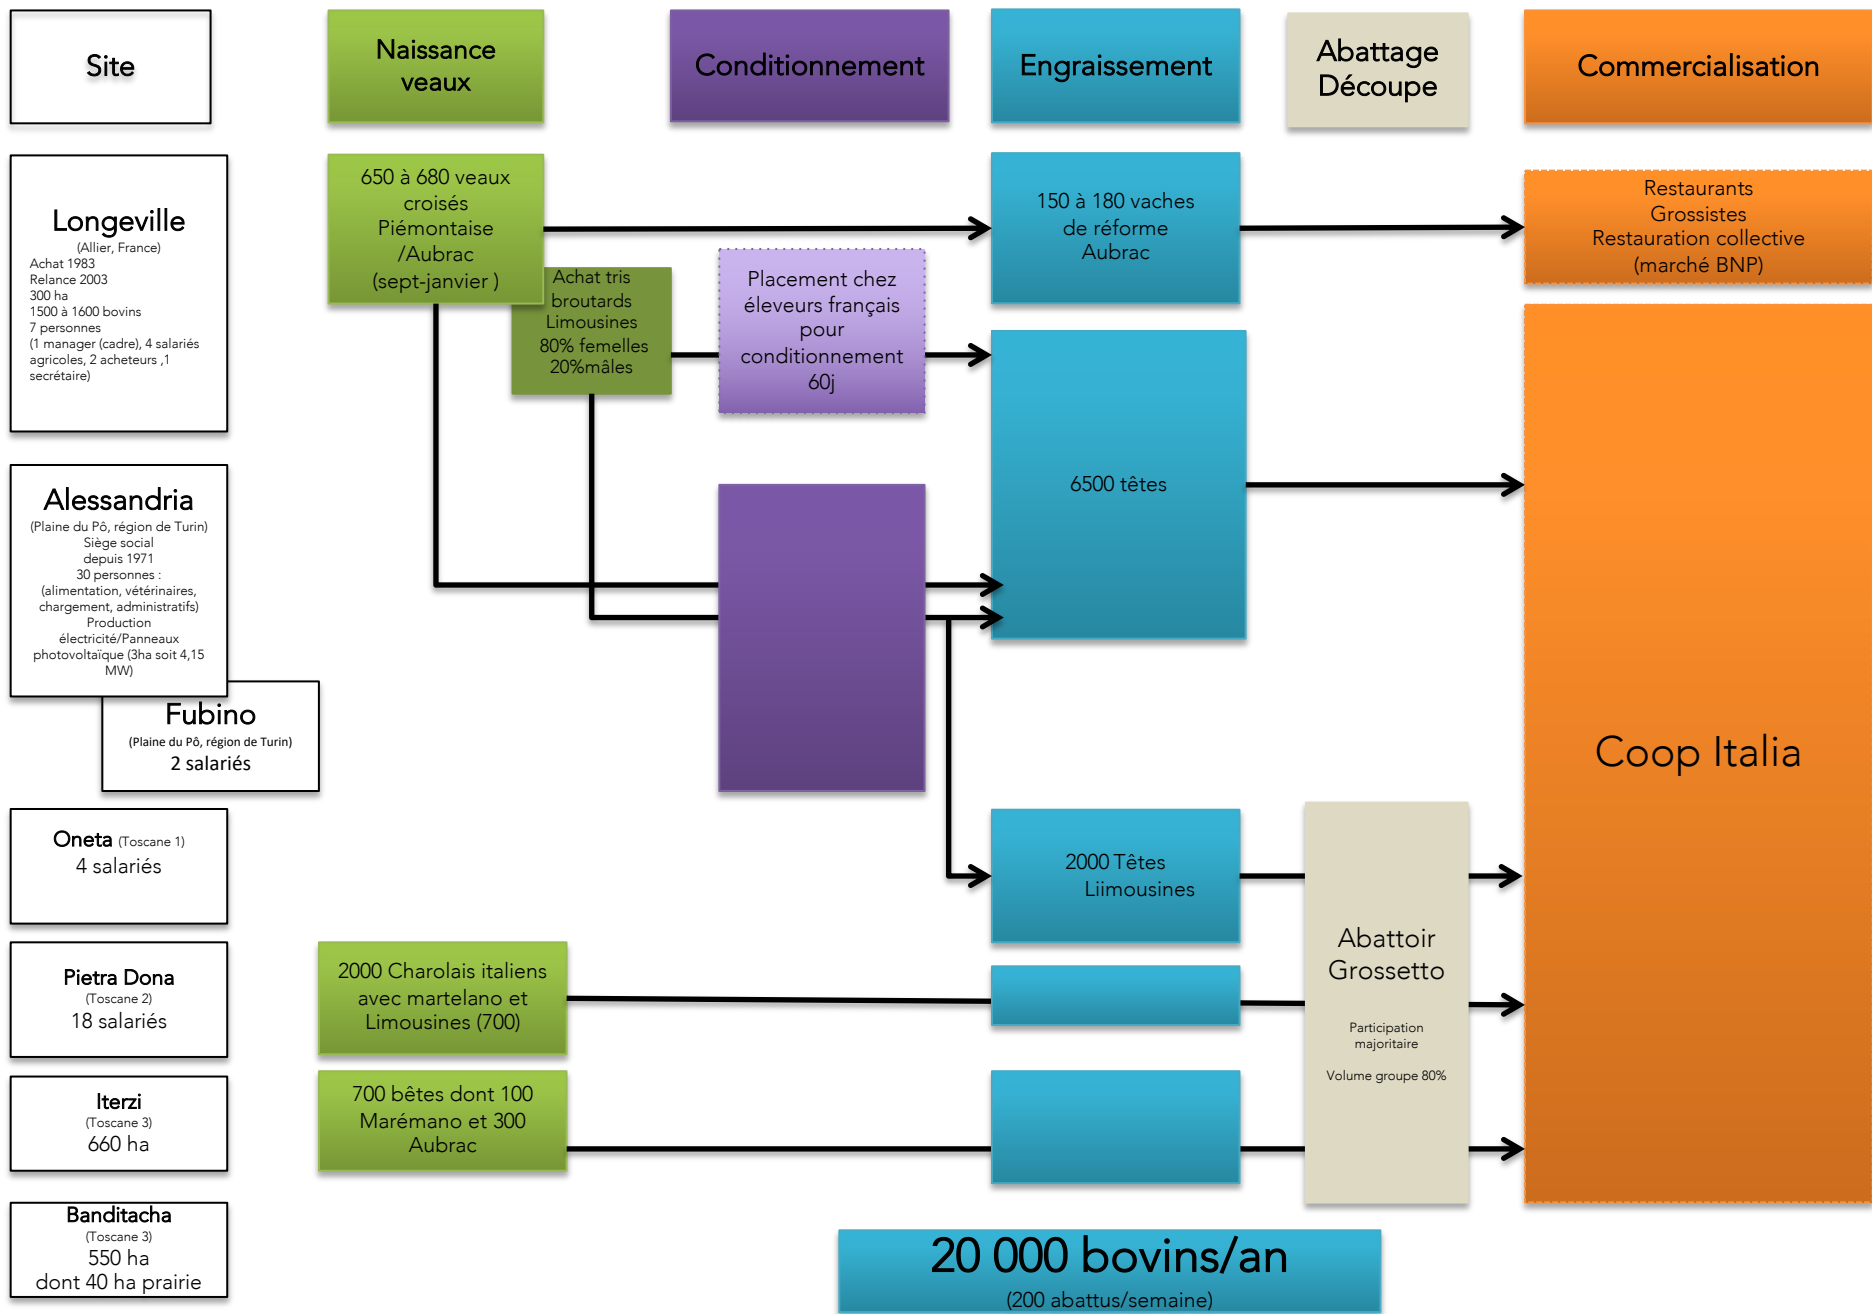 Site
Naissance
veaux
Conditionnement
Engraissement
Abattage
Découpe
Commercialisation
Longeville
(Allier, France)
Achat 1983
Relance 2003
300 ha
1500 à 1600 bovins
7 personnes
(1 manager (cadre), 4 salariés
agricoles, 2 acheteurs ,1
secrétaire)
650 à 680 veaux
croisés
Piémontaise
/Aubrac
(sept-janvier )
Achat tris
broutards
Limousines
80% femelles
20%mâles
Placement chez
éleveurs français
pour
conditionnement
60j
150 à 180 vaches
de réforme
Aubrac
Restaurants
Grossistes
Restauration collective
(marché BNP)
Alessandria
(Plaine du Pô, région de Turin)
Siège social
depuis 1971
30 personnes :
(alimentation, vétérinaires,
chargement, administratifs)
Production
électricité/Panneaux
photovoltaïque (3ha soit 4,15
MW)
6500 têtes
Coop Italia
Fubino
(Plaine du Pô, région de Turin)
2 salariés
Oneta (Toscane 1)
4 salariés
2000 Têtes
Liimousines
Abattoir
Grossetto
Participation
majoritaire
Volume groupe 80%
Pietra Dona
(Toscane 2)
18 salariés
2000 Charolais italiens
avec martelano et
Limousines (700)
Iterzi
(Toscane 3)
660 ha
700 bêtes dont 100
Marémano et 300
Aubrac
Banditacha
(Toscane 3)
550 ha
dont 40 ha prairie
20 000 bovins/an
(200 abattus/semaine)